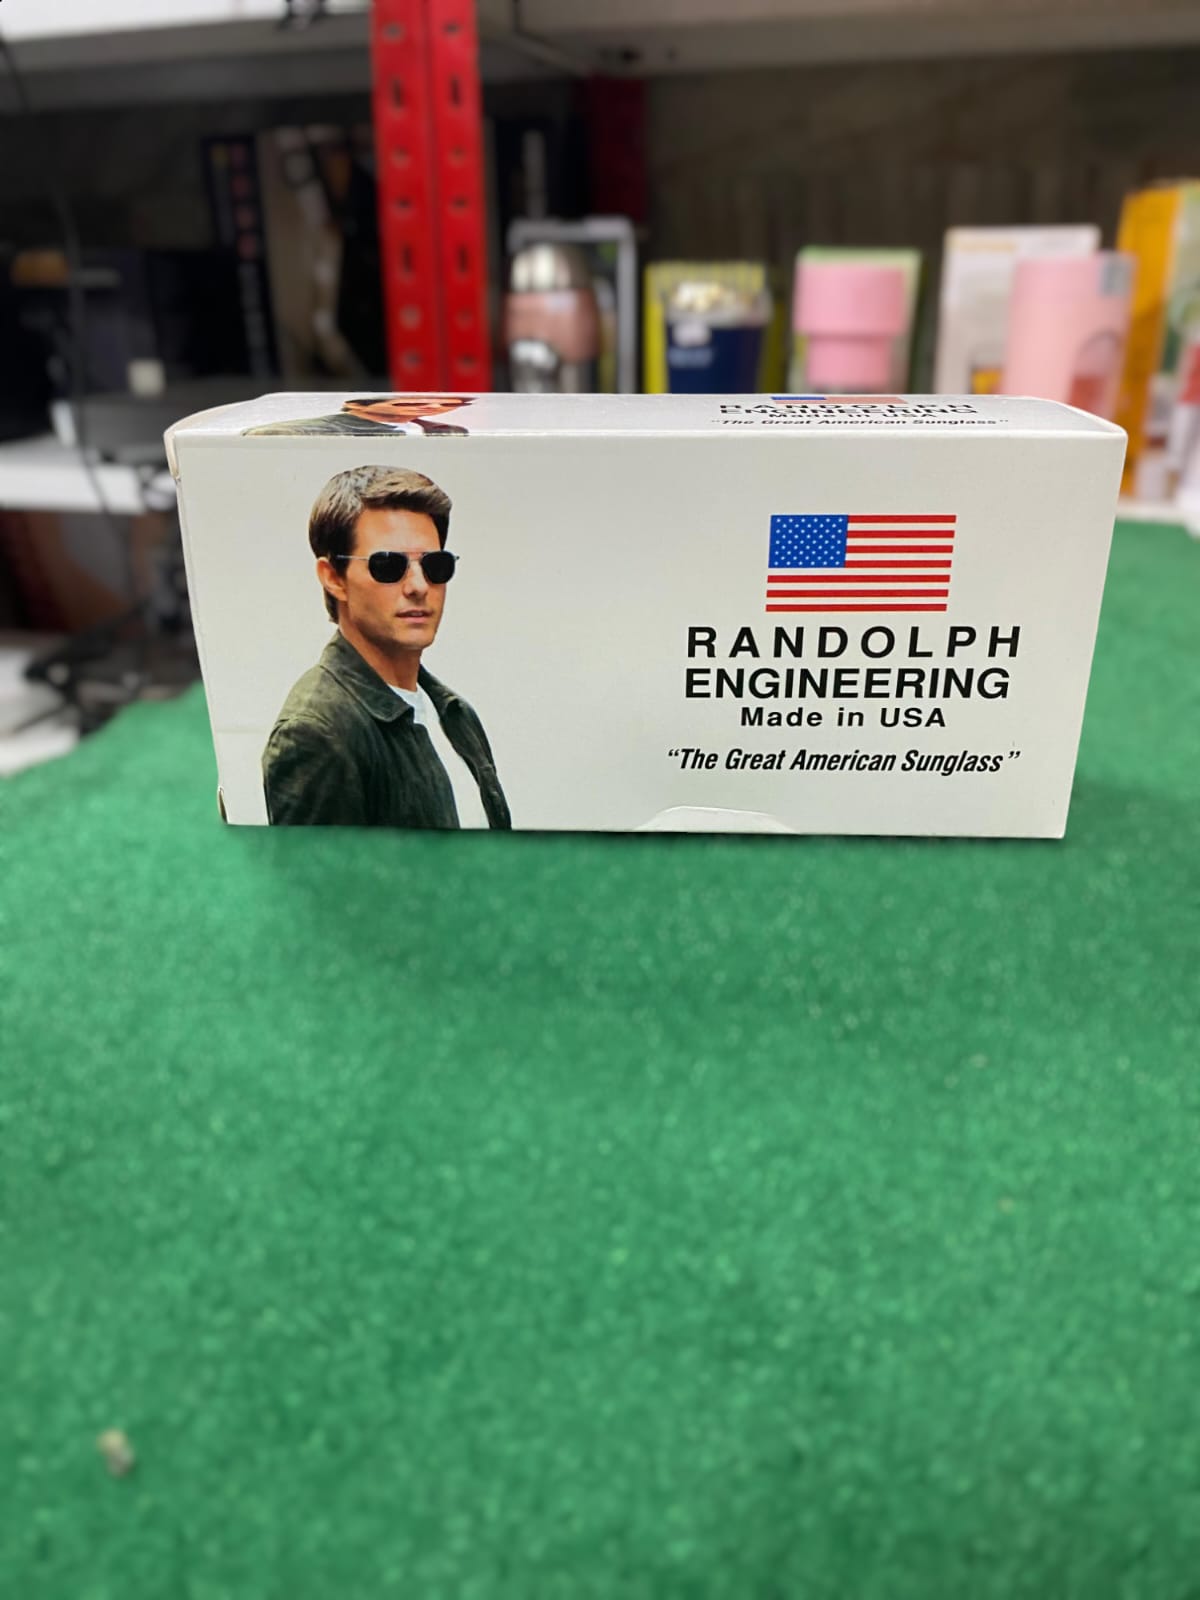 RANDOLPH
ENGINEERING
Made in USA
"The Great American Sunglass"
RANDOLPH
ENGINEERING
Made in USA
“The Great American Sunglass”